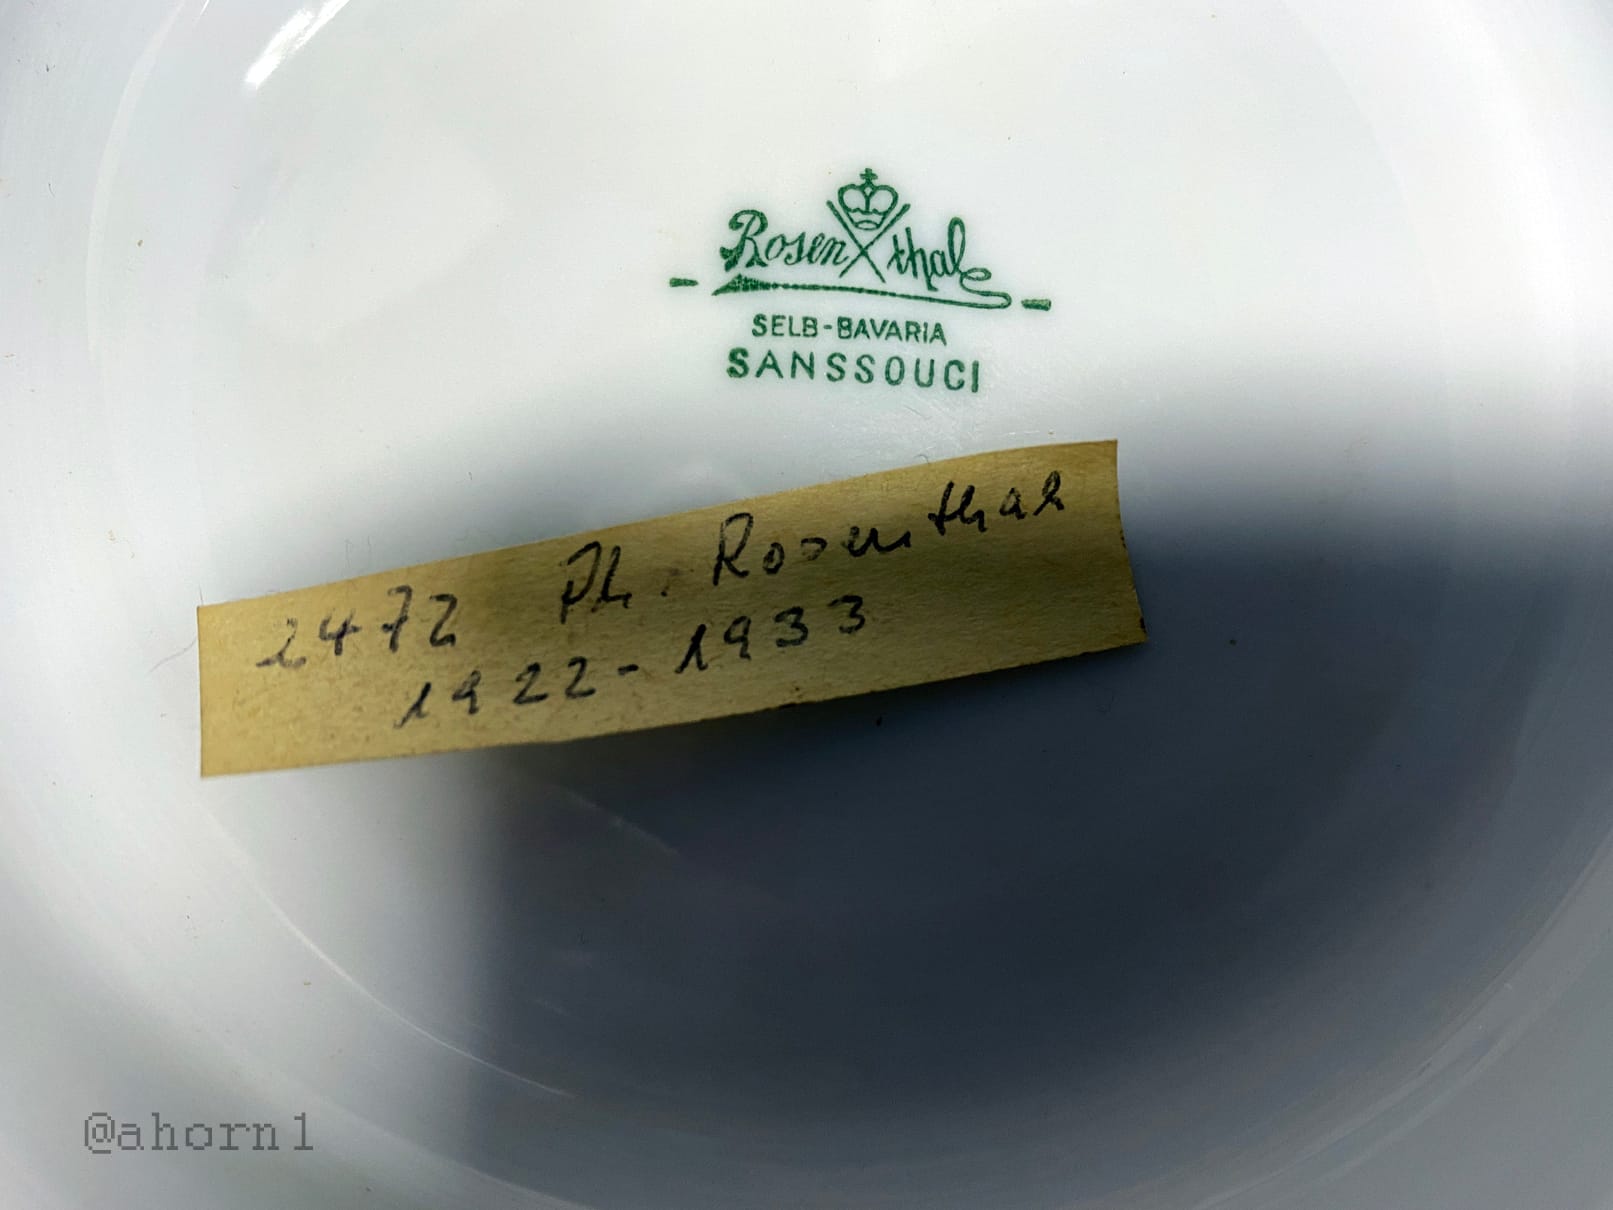 Rosenthal
SELB-BAVARIA
SANSSOUCI
2472 Ph. Rosenthal
1922-1933
@ahorn1